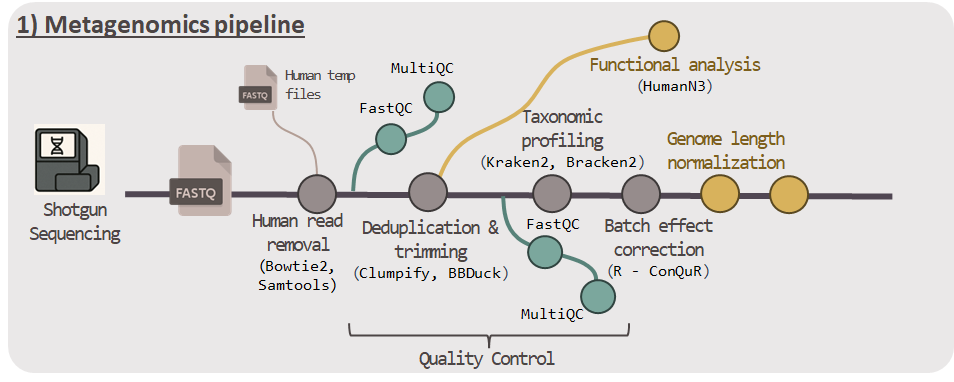 1) Metagenomics pipeline
Human temp
files
FASTQ
MultiQC
FastQC
Functional analysis
(HumanN3)
Taxonomic
profiling
(Kraken2, Bracken2)
Genome length
normalization
FASTQ
Shotgun
Sequencing
Human read
removal
(Bowtie2,
Samtools)
Deduplication &
trimming
(Clumpify, BBDuck)
FastQC
MultiQC
Batch effect
correction
(R - ConQuR)
Quality Control